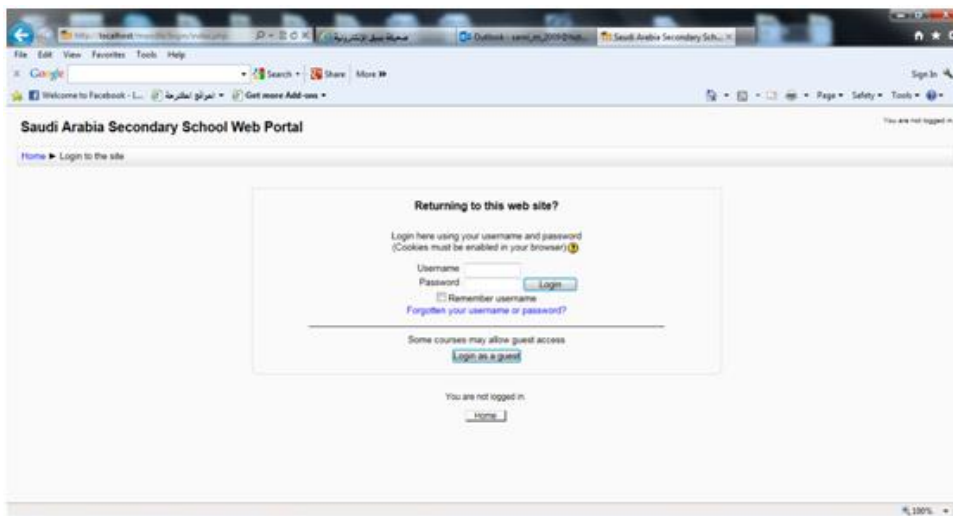 http://localhost/moodle/login/index.php
صحيفة سبق الإلكترونية
Outlook
Saudi Arabia Secondary Sch...
File Edit View Favorites Tools Help
x Google Search Share More »
Sign In
Welcome to Facebook - L... Get more Add-ons
Page Safety Tools
Saudi Arabia Secondary School Web Portal
You are not logged in
Home ► Login to the site
Returning to this web site?
Login here using your username and password
(Cookies must be enabled in your browser) ?
Username
Password Login
Remember username
Forgotten your username or password?
Some courses may allow guest access
Login as a guest
You are not logged in
Home
100%